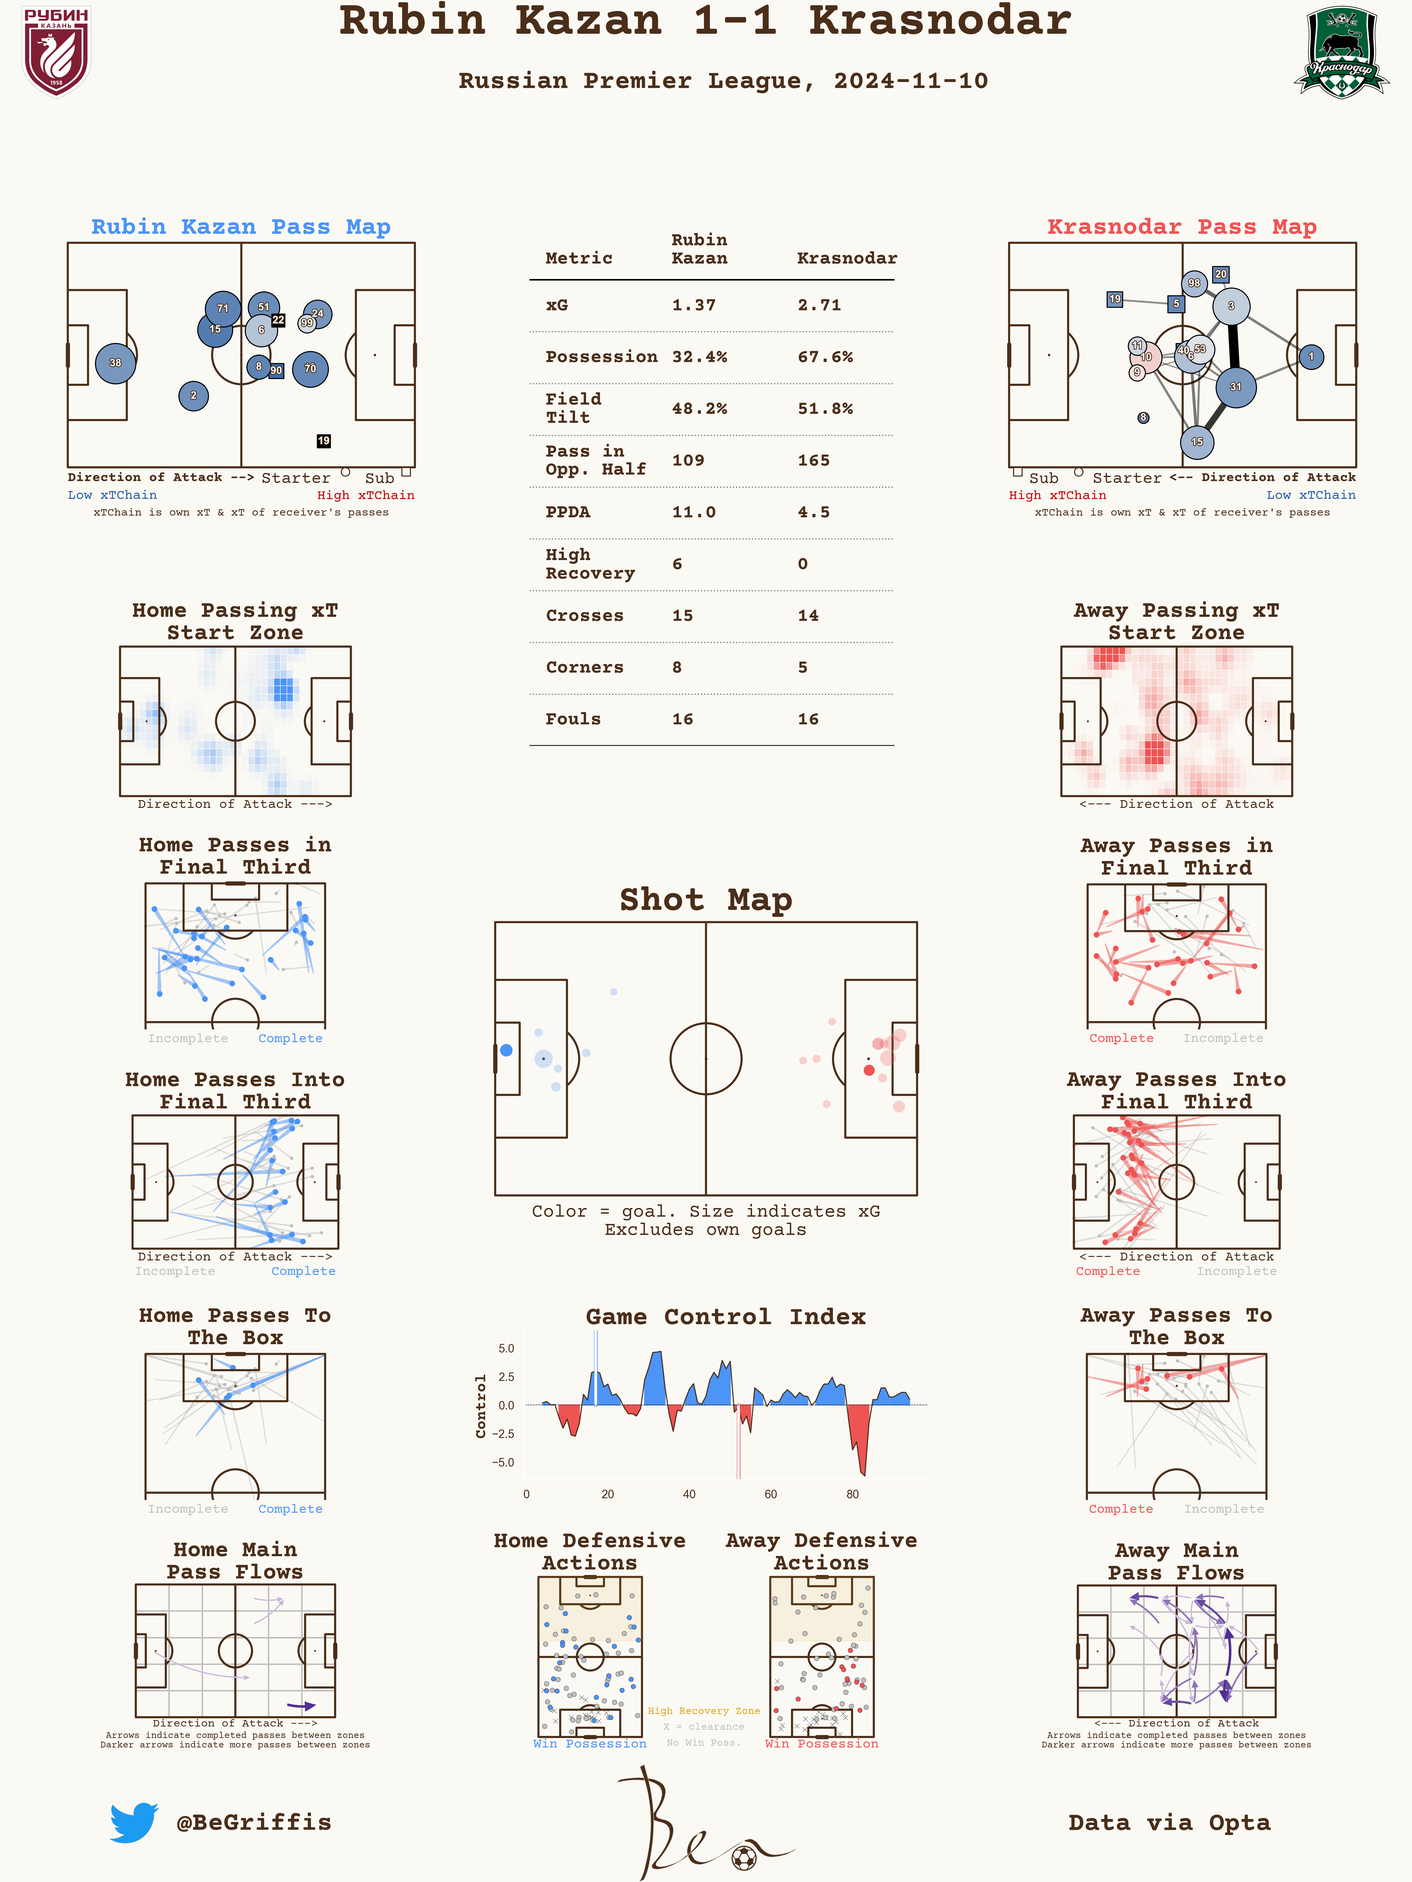 Rubin Kazan 1-1 Krasnodar
Russian Premier League, 2024-11-10
РУБИН
КАЗАНЬ
1958
Краснодар
Rubin Kazan Pass Map
38
2
71
15
51
6
22
99
24
8
90
70
19
Direction of Attack --> Starter Sub
Low xTChain High xTChain
xTChain is own xT & xT of receiver's passes
Metric Rubin Kazan Krasnodar
xG 1.37 2.71
Possession 32.4% 67.6%
Field Tilt 48.2% 51.8%
Pass in Opp. Half 109 165
PPDA 11.0 4.5
High Recovery 6 0
Crosses 15 14
Corners 8 5
Fouls 16 16
Krasnodar Pass Map
20
98
19
5
3
11
10
40
6
53
9
1
31
8
15
Sub Starter <-- Direction of Attack
High xTChain Low xTChain
xTChain is own xT & xT of receiver's passes
Home Passing xT
Start Zone
Direction of Attack --->
Away Passing xT
Start Zone
<--- Direction of Attack
Home Passes in
Final Third
Incomplete Complete
Away Passes in
Final Third
Complete Incomplete
Shot Map
Color = goal. Size indicates xG
Excludes own goals
Home Passes Into
Final Third
Direction of Attack --->
Incomplete Complete
Away Passes Into
Final Third
<--- Direction of Attack
Complete Incomplete
Home Passes To
The Box
Incomplete Complete
Game Control Index
Control
5.0
2.5
0.0
−2.5
−5.0
0 20 40 60 80
Away Passes To
The Box
Complete Incomplete
Home Main
Pass Flows
Direction of Attack --->
Arrows indicate completed passes between zones
Darker arrows indicate more passes between zones
Home Defensive
Actions
Win Possession
High Recovery Zone
X = clearance
No Win Poss.
Away Defensive
Actions
Win Possession
Away Main
Pass Flows
<--- Direction of Attack
Arrows indicate completed passes between zones
Darker arrows indicate more passes between zones
@BeGriffis
Ben
Data via Opta